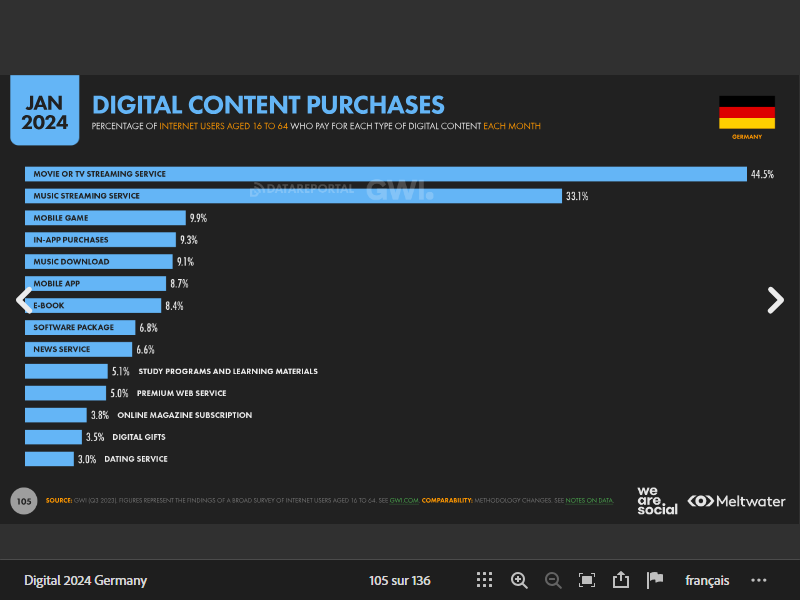 JAN
2024
DIGITAL CONTENT PURCHASES
PERCENTAGE OF INTERNET USERS AGED 16 TO 64 WHO PAY FOR EACH TYPE OF DIGITAL CONTENT EACH MONTH
GERMANY
MOVIE OR TV STREAMING SERVICE 44.5%
DATAREPORTAL GWI.
MUSIC STREAMING SERVICE 33.1%
MOBILE GAME 9.9%
IN-APP PURCHASES 9.3%
MUSIC DOWNLOAD 9.1%
MOBILE APP 8.7%
E-BOOK 8.4%
SOFTWARE PACKAGE 6.8%
NEWS SERVICE 6.6%
5.1% STUDY PROGRAMS AND LEARNING MATERIALS
5.0% PREMIUM WEB SERVICE
3.8% ONLINE MAGAZINE SUBSCRIPTION
3.5% DIGITAL GIFTS
3.0% DATING SERVICE
105 SOURCE: GWI (Q3 2023). FIGURES REPRESENT THE FINDINGS OF A BROAD SURVEY OF INTERNET USERS AGED 16 TO 64. SEE GWI.COM. COMPARABILITY: METHODOLOGY CHANGES. SEE NOTES ON DATA.
we
are.
social
Meltwater
Digital 2024 Germany 105 sur 136 français